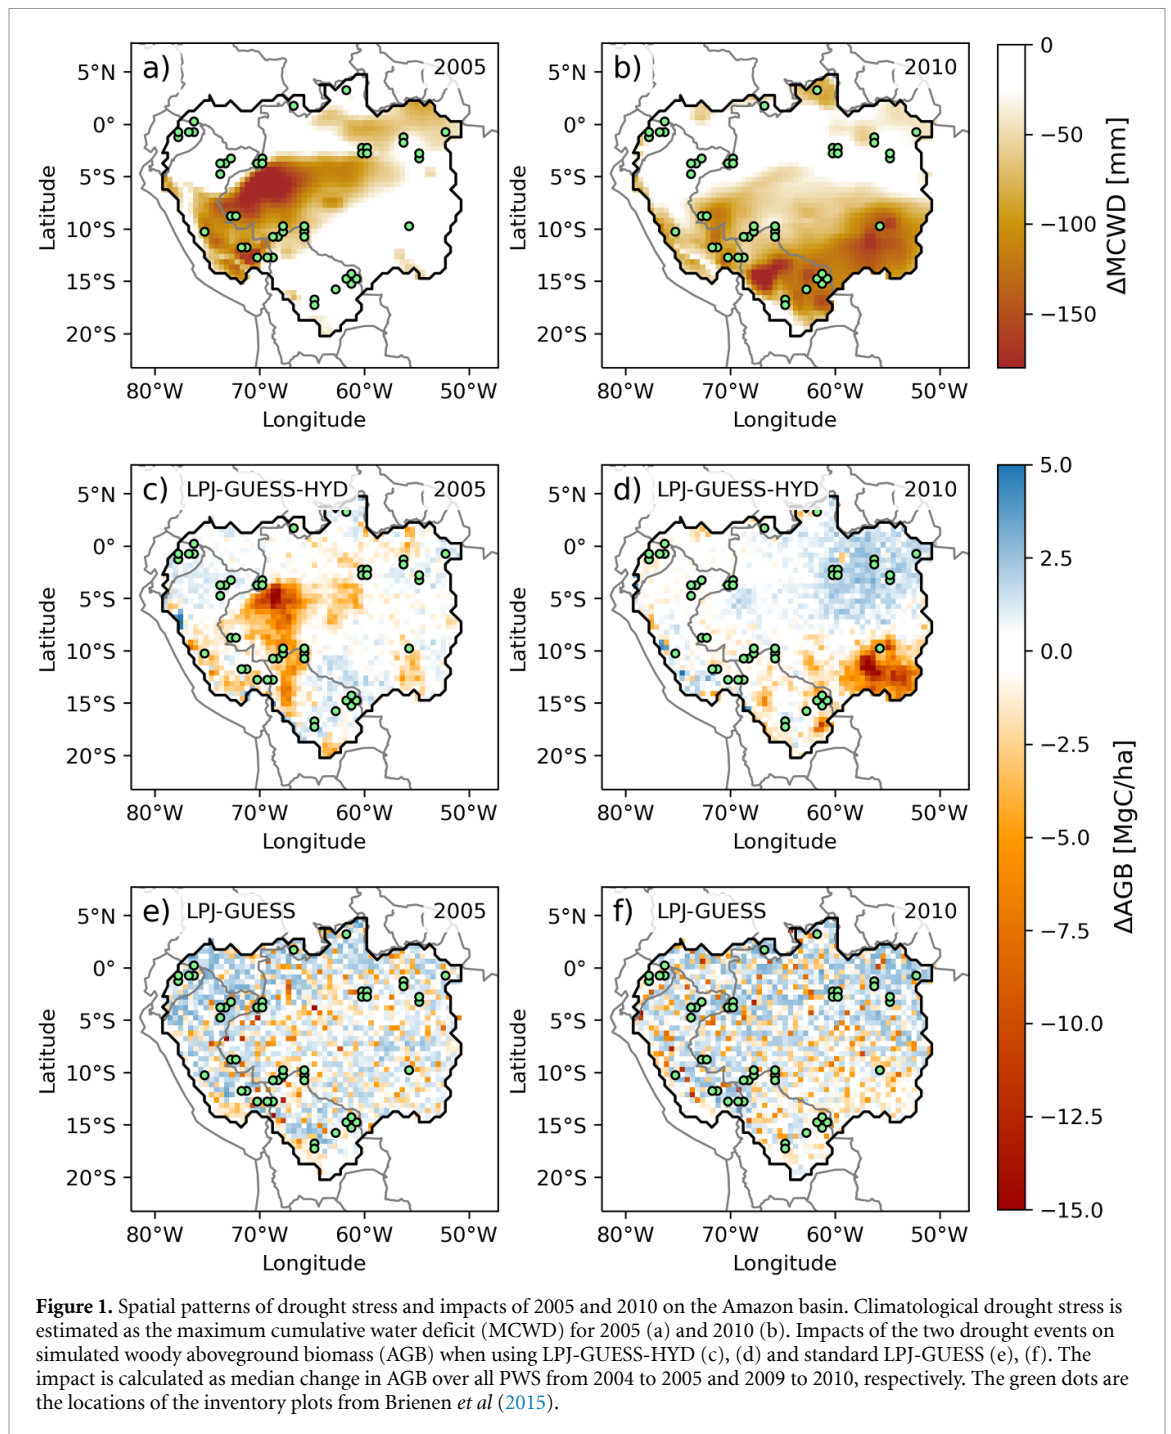 a) 2005
b) 2010
5°N
0°
5°S
10°S
15°S
20°S
Latitude
80°W 70°W 60°W 50°W
Longitude
5°N
0°
5°S
10°S
15°S
20°S
Latitude
80°W 70°W 60°W 50°W
Longitude
0
−50
−100
−150
ΔMCWD [mm]
c) LPJ-GUESS-HYD 2005
d) LPJ-GUESS-HYD 2010
5°N
0°
5°S
10°S
15°S
20°S
Latitude
80°W 70°W 60°W 50°W
Longitude
5°N
0°
5°S
10°S
15°S
20°S
Latitude
80°W 70°W 60°W 50°W
Longitude
e) LPJ-GUESS 2005
f) LPJ-GUESS 2010
5°N
0°
5°S
10°S
15°S
20°S
Latitude
80°W 70°W 60°W 50°W
Longitude
5°N
0°
5°S
10°S
15°S
20°S
Latitude
80°W 70°W 60°W 50°W
Longitude
5.0
2.5
0.0
−2.5
−5.0
−7.5
−10.0
−12.5
−15.0
ΔAGB [MgC/ha]
Figure 1. Spatial patterns of drought stress and impacts of 2005 and 2010 on the Amazon basin. Climatological drought stress is
estimated as the maximum cumulative water deficit (MCWD) for 2005 (a) and 2010 (b). Impacts of the two drought events on
simulated woody aboveground biomass (AGB) when using LPJ-GUESS-HYD (c), (d) and standard LPJ-GUESS (e), (f). The
impact is calculated as median change in AGB over all PWS from 2004 to 2005 and 2009 to 2010, respectively. The green dots are
the locations of the inventory plots from Brienen et al (2015).